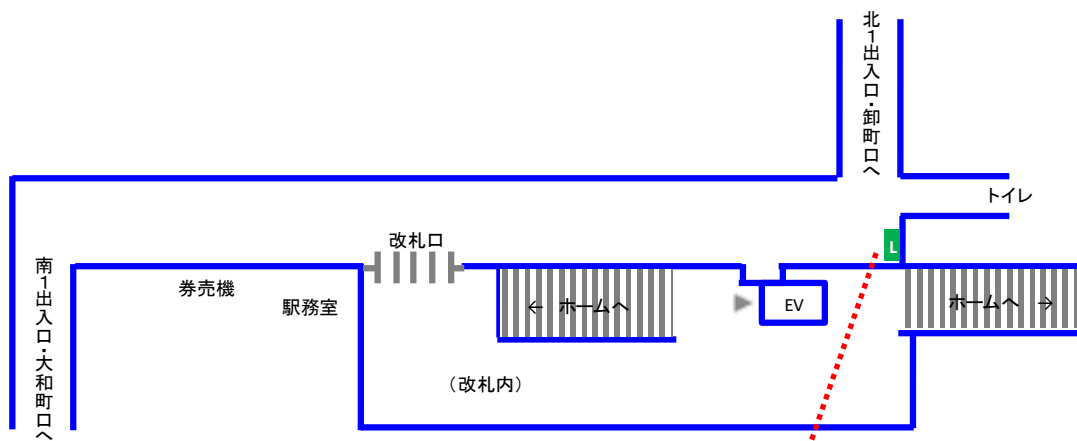 北1出入口・卸町口へ
トイレ
L
改札口
南1出入口・大和町口へ
券売機
駅務室
← ホームへ
EV
ホームへ →
（改札内）